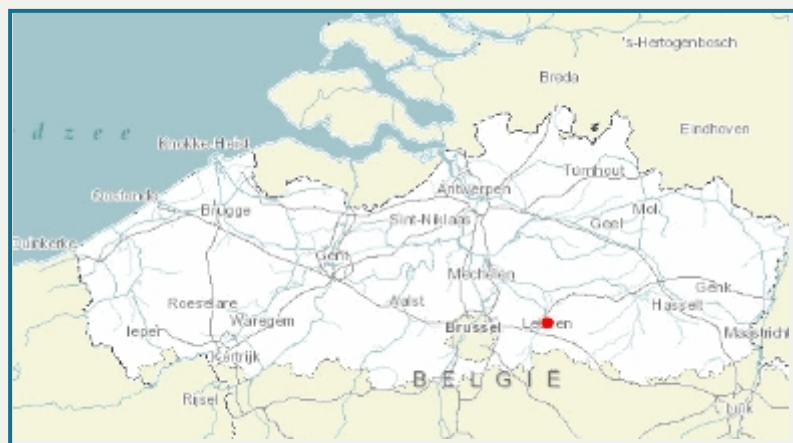 's-Hertogenbosch
Breda
Eindhoven
d z e e
Knokke-Heist
Turnhout
Antwerpen
Oostende
Mol
Brugge
Sint-Niklaas
Geel
Duinkerke
Gent
Mechelen
Genk
Roeselare
Aalst
Hasselt
Ieper
Waregem
Brussel
Maastricht
Kortrijk
BELGIË
Rijsel
Luik